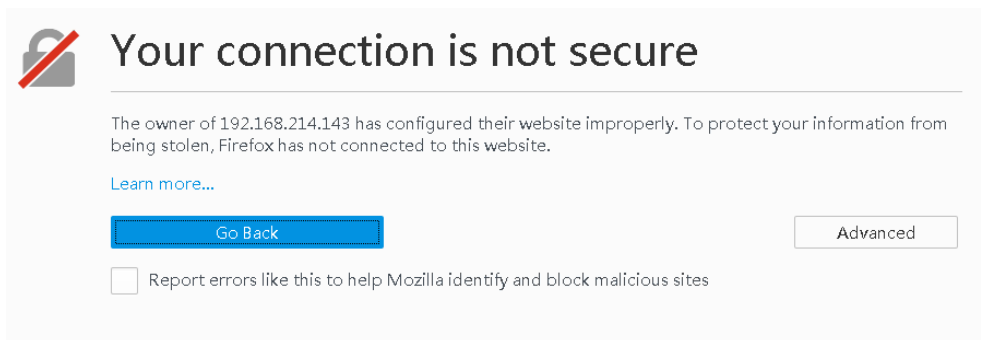 Your connection is not secure
The owner of 192.168.214.143 has configured their website improperly. To protect your information from
being stolen, Firefox has not connected to this website.
Learn more...
Go Back
Advanced
Report errors like this to help Mozilla identify and block malicious sites